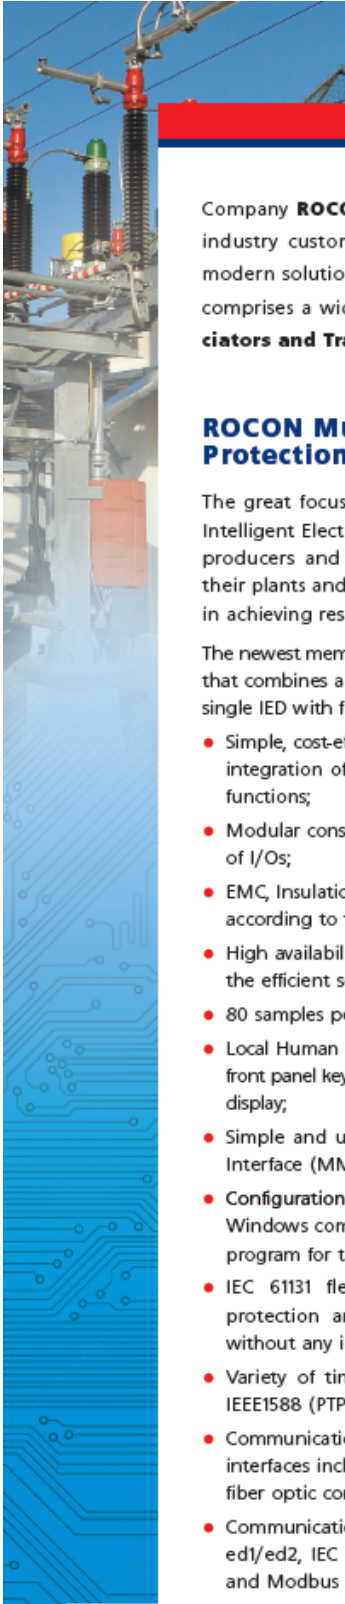 Company ROCO
industry custom
modern solutio
comprises a wid
ciators and Tra
ROCON Mu
Protection
The great focus
Intelligent Elect
producers and
their plants and
in achieving res
The newest mem
that combines a
single IED with f
• Simple, cost-ef
integration of
functions;
• Modular cons
of I/Os;
• EMC, Insulatio
according to
• High availabil
the efficient s
• 80 samples pe
• Local Human
front panel key
display;
• Simple and u
Interface (MM
• Configuration
Windows com
program for t
• IEC 61131 fle
protection a
without any i
• Variety of tin
IEEE1588 (PTP
• Communicatio
interfaces incl
fiber optic co
• Communicatio
ed1/ed2, IEC
and Modbus